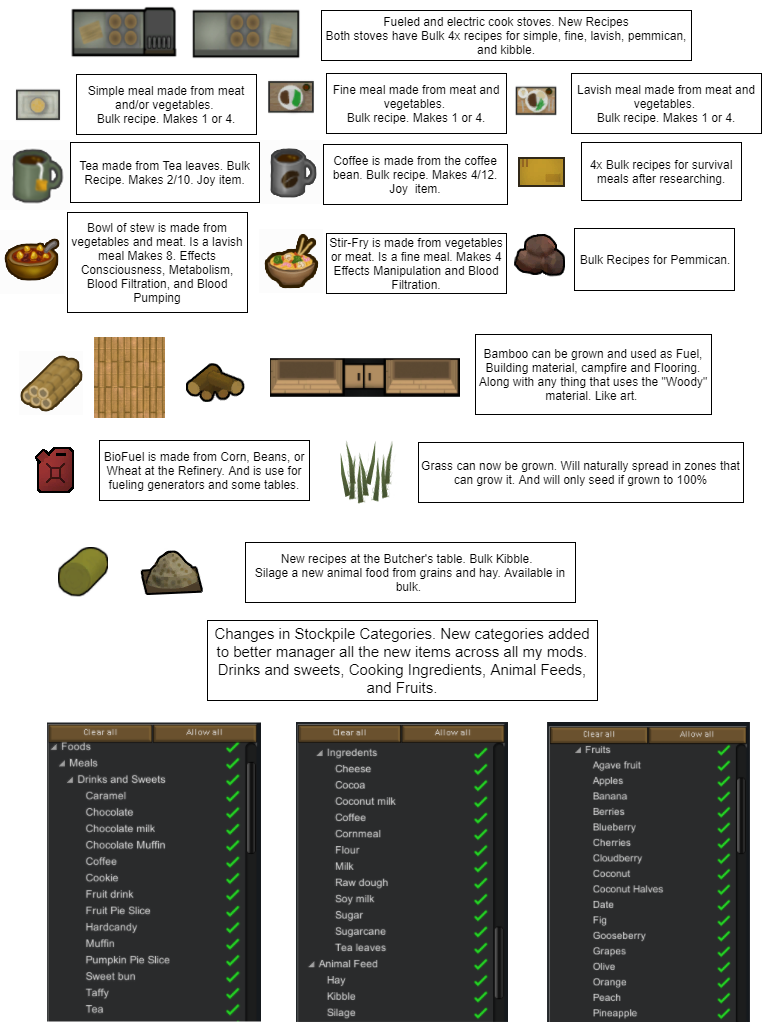 Fueled and electric cook stoves. New Recipes
Both stoves have Bulk 4x recipes for simple, fine, lavish, pemmican,
and kibble.
Simple meal made from meat
and/or vegetables.
Bulk recipe. Makes 1 or 4.
Fine meal made from meat and
vegetables.
Bulk recipe. Makes 1 or 4.
Lavish meal made from meat and
vegetables.
Bulk recipe. Makes 1 or 4.
Tea made from Tea leaves. Bulk
Recipe. Makes 2/10. Joy item.
Coffee is made from the coffee
bean. Bulk recipe. Makes 4/12.
Joy item.
4x Bulk recipes for survival
meals after researching.
Bowl of stew is made from
vegetables and meat. Is a lavish
meal Makes 8. Effects
Consciousness, Metabolism,
Blood Filtration, and Blood
Pumping
Stir-Fry is made from vegetables
or meat. Is a fine meal. Makes 4
Effects Manipulation and Blood
Filtration.
Bulk Recipes for Pemmican.
Bamboo can be grown and used as Fuel,
Building material, campfire and Flooring.
Along with any thing that uses the "Woody"
material. Like art.
BioFuel is made from Corn, Beans, or
Wheat at the Refinery. And is use for
fueling generators and some tables.
Grass can now be grown. Will naturally spread in zones that
can grow it. And will only seed if grown to 100%
New recipes at the Butcher's table. Bulk Kibble.
Silage a new animal food from grains and hay. Available in
bulk.
Changes in Stockpile Categories. New categories added
to better manager all the new items across all my mods.
Drinks and sweets, Cooking Ingredients, Animal Feeds,
and Fruits.
Clear all Allow all
Foods
Meals
Drinks and Sweets
Caramel
Chocolate
Chocolate milk
Chocolate Muffin
Coffee
Cookie
Fruit drink
Fruit Pie Slice
Hardcandy
Muffin
Pumpkin Pie Slice
Sweet bun
Taffy
Tea
Clear all Allow all
Ingredents
Cheese
Cocoa
Coconut milk
Coffee
Cornmeal
Flour
Milk
Raw dough
Soy milk
Sugar
Sugarcane
Tea leaves
Animal Feed
Hay
Kibble
Silage
Clear all Allow all
Fruits
Agave fruit
Apples
Banana
Berries
Blueberry
Cherries
Cloudberry
Coconut
Coconut Halves
Date
Fig
Gooseberry
Grapes
Olive
Orange
Peach
Pineapple